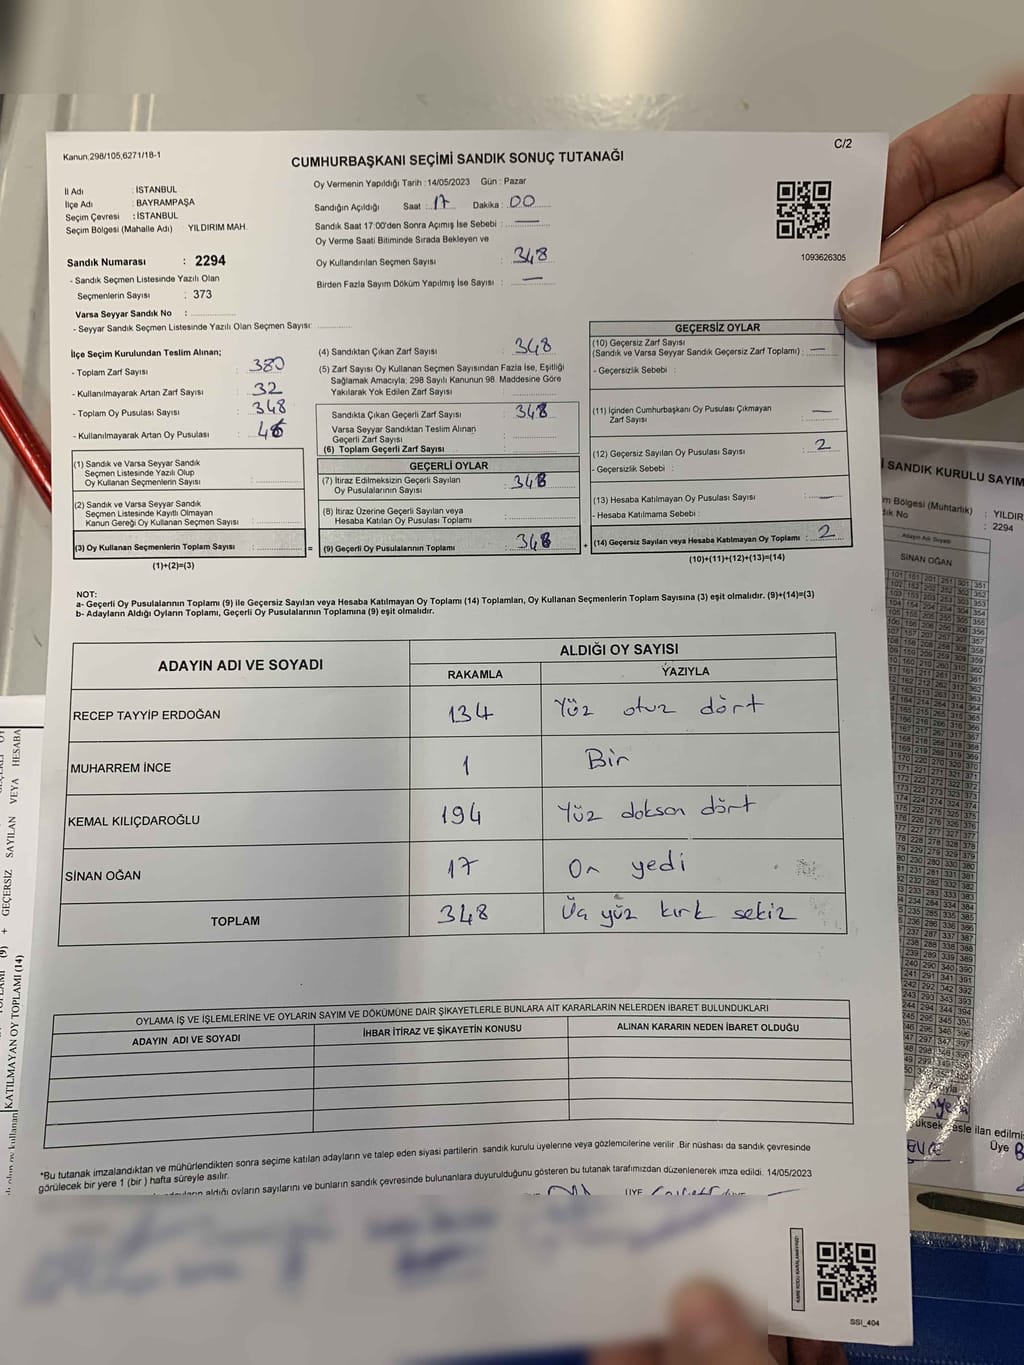 Kanun,298/105,6271/18-1
C/2
CUMHURBAŞKANI SEÇİMİ SANDIK SONUÇ TUTANAĞI
İl Adı : İSTANBUL
İlçe Adı : BAYRAMPAŞA
Seçim Çevresi : İSTANBUL
Seçim Bölgesi (Mahalle Adı) YILDIRIM MAH.
Oy Vermenin Yapıldığı Tarih :14/05/2023 Gün : Pazar
Sandığın Açıldığı Saat :..17.... Dakika :.00......
Sandık Saat 17:00'den Sonra Açımış İse Sebebi : —
Oy Verme Saati Bitiminde Sırada Bekleyen ve
Oy Kullandırılan Seçmen Sayısı : 348
Birden Fazla Sayım Döküm Yapılmış İse Sayısı : —
1093626305
Sandık Numarası : 2294
- Sandık Seçmen Listesinde Yazılı Olan
Seçmenlerin Sayısı : 373
Varsa Seyyar Sandık No :
- Seyyar Sandık Seçmen Listesinde Yazılı Olan Seçmen Sayısı:
İlçe Seçim Kurulundan Teslim Alınan;
- Toplam Zarf Sayısı : 380
- Kullanılmayarak Artan Zarf Sayısı : 32
- Toplam Oy Pusulası Sayısı : 348
- Kullanılmayarak Artan Oy Pusulası :
(1) Sandık ve Varsa Seyyar Sandık
Seçmen Listesinde Yazılı Olup
Oy Kullanan Seçmenlerin Sayısı :
(2) Sandık ve Varsa Seyyar Sandık
Seçmen Listesinde Kayıtlı Olmayan
Kanun Gereği Oy Kullanan Seçmen Sayısı :
(3) Oy Kullanan Seçmenlerin Toplam Sayısı : =
(1)+(2)=(3)
(4) Sandıktan Çıkan Zarf Sayısı : 348
(5) Zarf Sayısı Oy Kullanan Seçmen Sayısından Fazla İse, Eşitliği
Sağlamak Amacıyla, 298 Sayılı Kanunun 98. Maddesine Göre
Yakılarak Yok Edilen Zarf Sayısı :
Sandıkta Çıkan Geçerli Zarf Sayısı : 348
Varsa Seyyar Sandıktan Teslim Alınan
Geçerli Zarf Sayısı :
(6) Toplam Geçerli Zarf Sayısı :
GEÇERLİ OYLAR
(7) İtiraz Edilmeksizin Geçerli Sayılan
Oy Pusulalarının Sayısı : 348
(8) İtiraz Üzerine Geçerli Sayılan veya
Hesaba Katılan Oy Pusulası Toplamı :
(9) Geçerli Oy Pusulalarının Toplamı : 348 +
GEÇERSİZ OYLAR
(10) Geçersiz Zarf Sayısı
(Sandık ve Varsa Seyyar Sandık Geçersiz Zarf Toplamı) : —
- Geçersizlik Sebebi :
(11) İçinden Cumhurbaşkanı Oy Pusulası Çıkmayan
Zarf Sayısı : —
(12) Geçersiz Sayılan Oy Pusulası Sayısı : 2
- Geçersizlik Sebebi :
(13) Hesaba Katılmayan Oy Pusulası Sayısı : —
- Hesaba Katılmama Sebebi :
(14) Geçersiz Sayılan veya Hesaba Katılmayan Oy Toplamı : 2
(10)+(11)+(12)+(13)=(14)
NOT:
a- Geçerli Oy Pusulalarının Toplamı (9) ile Geçersiz Sayılan veya Hesaba Katılmayan Oy Toplamı (14) Toplamları, Oy Kullanan Seçmenlerin Toplam Sayısına (3) eşit olmalıdır. (9)+(14)=(3)
b- Adayların Aldığı Oyların Toplamı, Geçerli Oy Pusulalarının Toplamına (9) eşit olmalıdır.
ADAYIN ADI VE SOYADI ALDIĞI OY SAYISI
RAKAMLA YAZIYLA
RECEP TAYYİP ERDOĞAN 134 Yüz otuz dört
MUHARREM İNCE 1 Bir
KEMAL KILIÇDAROĞLU 194 Yüz doksan dört
SİNAN OĞAN 17 On yedi
TOPLAM 348 Üç yüz kırk sekiz
OYLAMA İŞ VE İŞLEMLERİNE VE OYLARIN SAYIM VE DÖKÜMÜNE DAİR ŞİKAYETLERLE BUNLARA AİT KARARLARIN NELERDEN İBARET BULUNDUKLARI
ADAYIN ADI VE SOYADI İHBAR İTİRAZ VE ŞİKAYETİN KONUSU ALINAN KARARIN NEDEN İBARET OLDUĞU
*Bu tutanak imzalandıktan ve mühürlendikten sonra seçime katılan adayların ve talep eden siyasi partilerin sandık kurulu üyelerine veya gözlemcilerine verilir .Bir nüshası da sandık çevresinde
görülecek bir yere 1 (bir ) hafta süreyle asılır.
aldığı oyların sayılarını ve bunların sandık çevresinde bulunanlara duyurulduğunu gösteren bu tutanak tarafımızdan düzenlenerek imza edildi. 14/05/2023
ÜYE
SSI_404
SANDIK KURULU SAYIM
Bölgesi (Muhtarlık) : YILDIR
No : 2294
Adayın Adı Soyadı
SİNAN OĞAN
GEÇERSİZ SAYILAN VEYA HESABA
KATILMAYAN OY TOPLAMI (14)
ilan edilmi
Üye